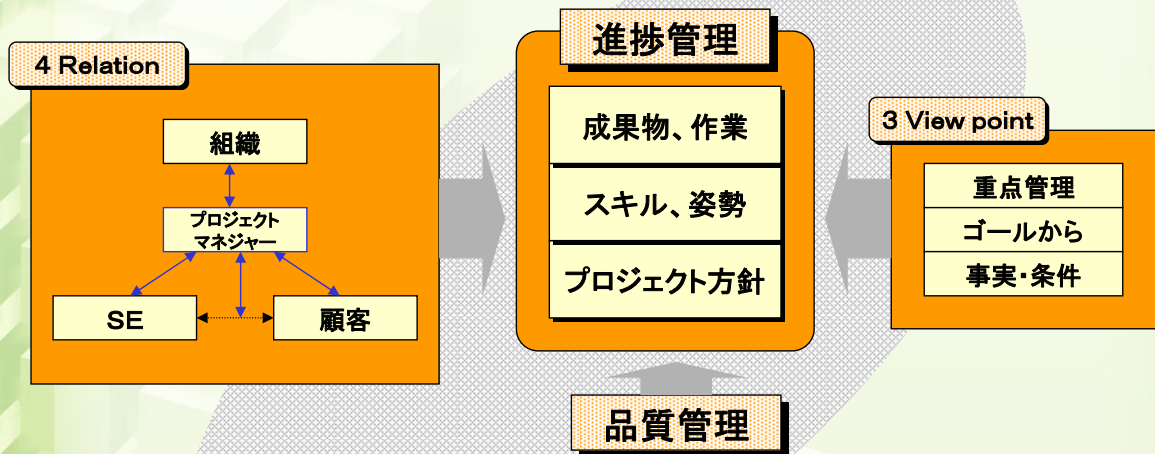 4 Relation
組織
プロジェクト
マネジャー
SE
顧客
進捗管理
成果物、作業
スキル、姿勢
プロジェクト方針
3 View point
重点管理
ゴールから
事実・条件
品質管理